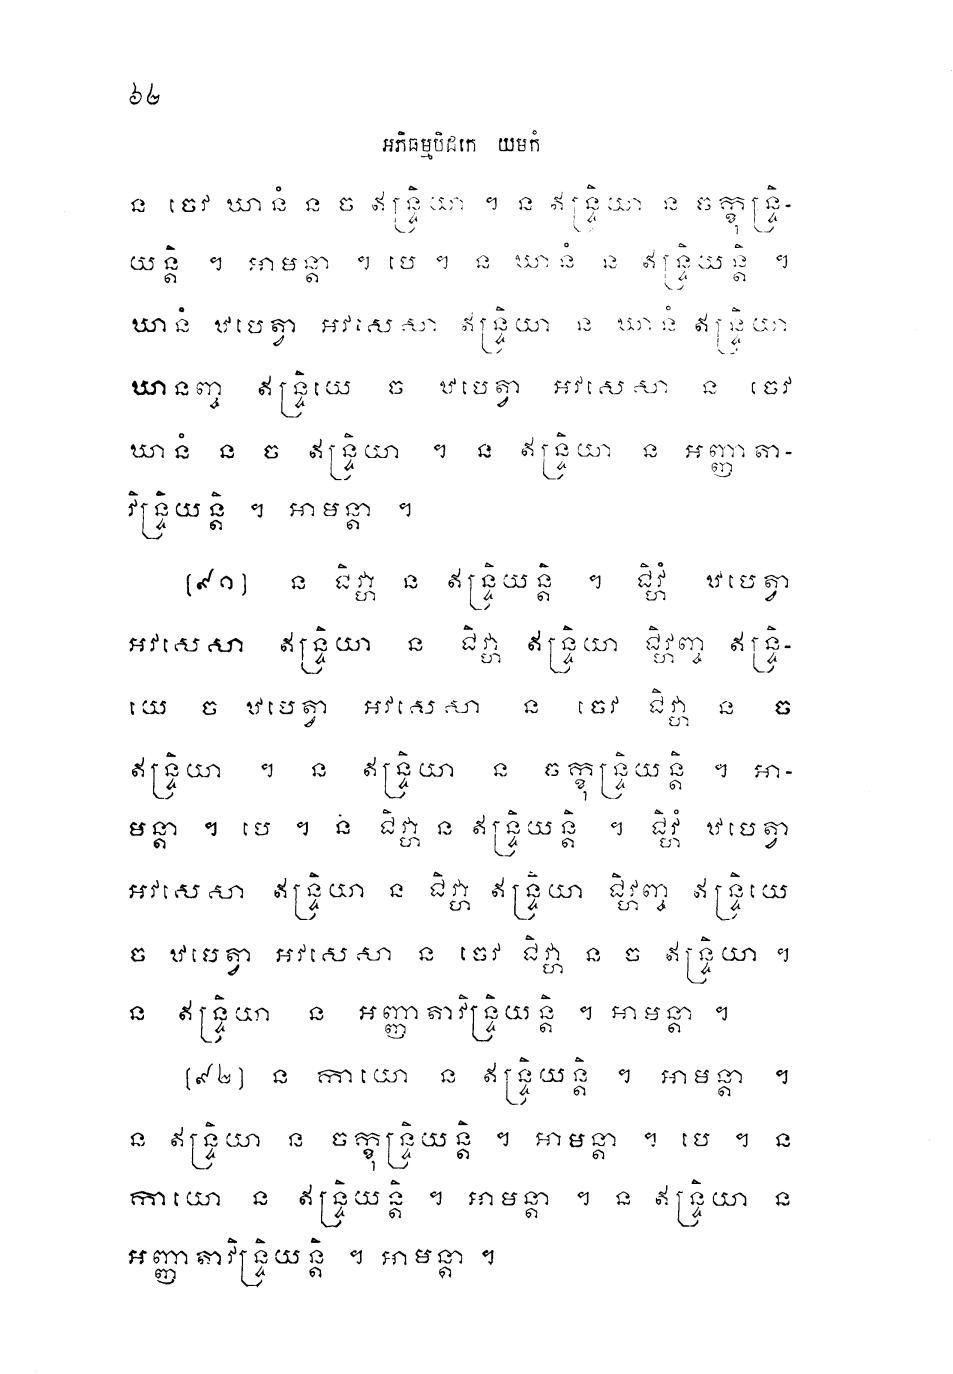 ៦២
អភិធម្មបិដកេ យមកំ
ន ចេវ ឃានំ ន ច ឥន្ទ្រិយា ។ ន ឥន្ទ្រិយា ន ចក្ខុន្ទ្រិ-
យន្តិ ។ អាមន្តា ។ បេ ។ ន ឃានំ ន ឥន្ទ្រិយន្តិ ។
ឃានំ ឋបេត្វា អវសេសា ឥន្ទ្រិយា ន ឃានំ ឥន្ទ្រិយា
ឃានញ្ច ឥន្ទ្រិយេ ច ឋបេត្វា អវសេសា ន ចេវ
ឃានំ ន ច ឥន្ទ្រិយា ។ ន ឥន្ទ្រិយា ន អញ្ញាតា-
វិន្ទ្រិយន្តិ ។ អាមន្តា ។
(៩១) ន ជិវ្ហា ន ឥន្ទ្រិយន្តិ ។ ជិវ្ហំ ឋបេត្វា
អវសេសា ឥន្ទ្រិយា ន ជិវ្ហា ឥន្ទ្រិយា ជិវ្ហញ្ច ឥន្ទ្រិ-
យេ ច ឋបេត្វា អវសេសា ន ចេវ ជិវ្ហា ន ច
ឥន្ទ្រិយា ។ ន ឥន្ទ្រិយា ន ចក្ខុន្ទ្រិយន្តិ ។ អា-
មន្តា ។ បេ ។ ន ជិវ្ហា ន ឥន្ទ្រិយន្តិ ។ ជិវ្ហំ ឋបេត្វា
អវសេសា ឥន្ទ្រិយា ន ជិវ្ហា ឥន្ទ្រិយា ជិវ្ហញ្ច ឥន្ទ្រិយេ
ច ឋបេត្វា អវសេសា ន ចេវ ជិវ្ហា ន ច ឥន្ទ្រិយា ។
ន ឥន្ទ្រិយា ន អញ្ញាតាវិន្ទ្រិយន្តិ ។ អាមន្តា ។
(៩២) ន កាយោ ន ឥន្ទ្រិយន្តិ ។ អាមន្តា ។
ន ឥន្ទ្រិយា ន ចក្ខុន្ទ្រិយន្តិ ។ អាមន្តា ។ បេ ។ ន
កាយោ ន ឥន្ទ្រិយន្តិ ។ អាមន្តា ។ ន ឥន្ទ្រិយា ន
អញ្ញាតាវិន្ទ្រិយន្តិ ។ អាមន្តា ។